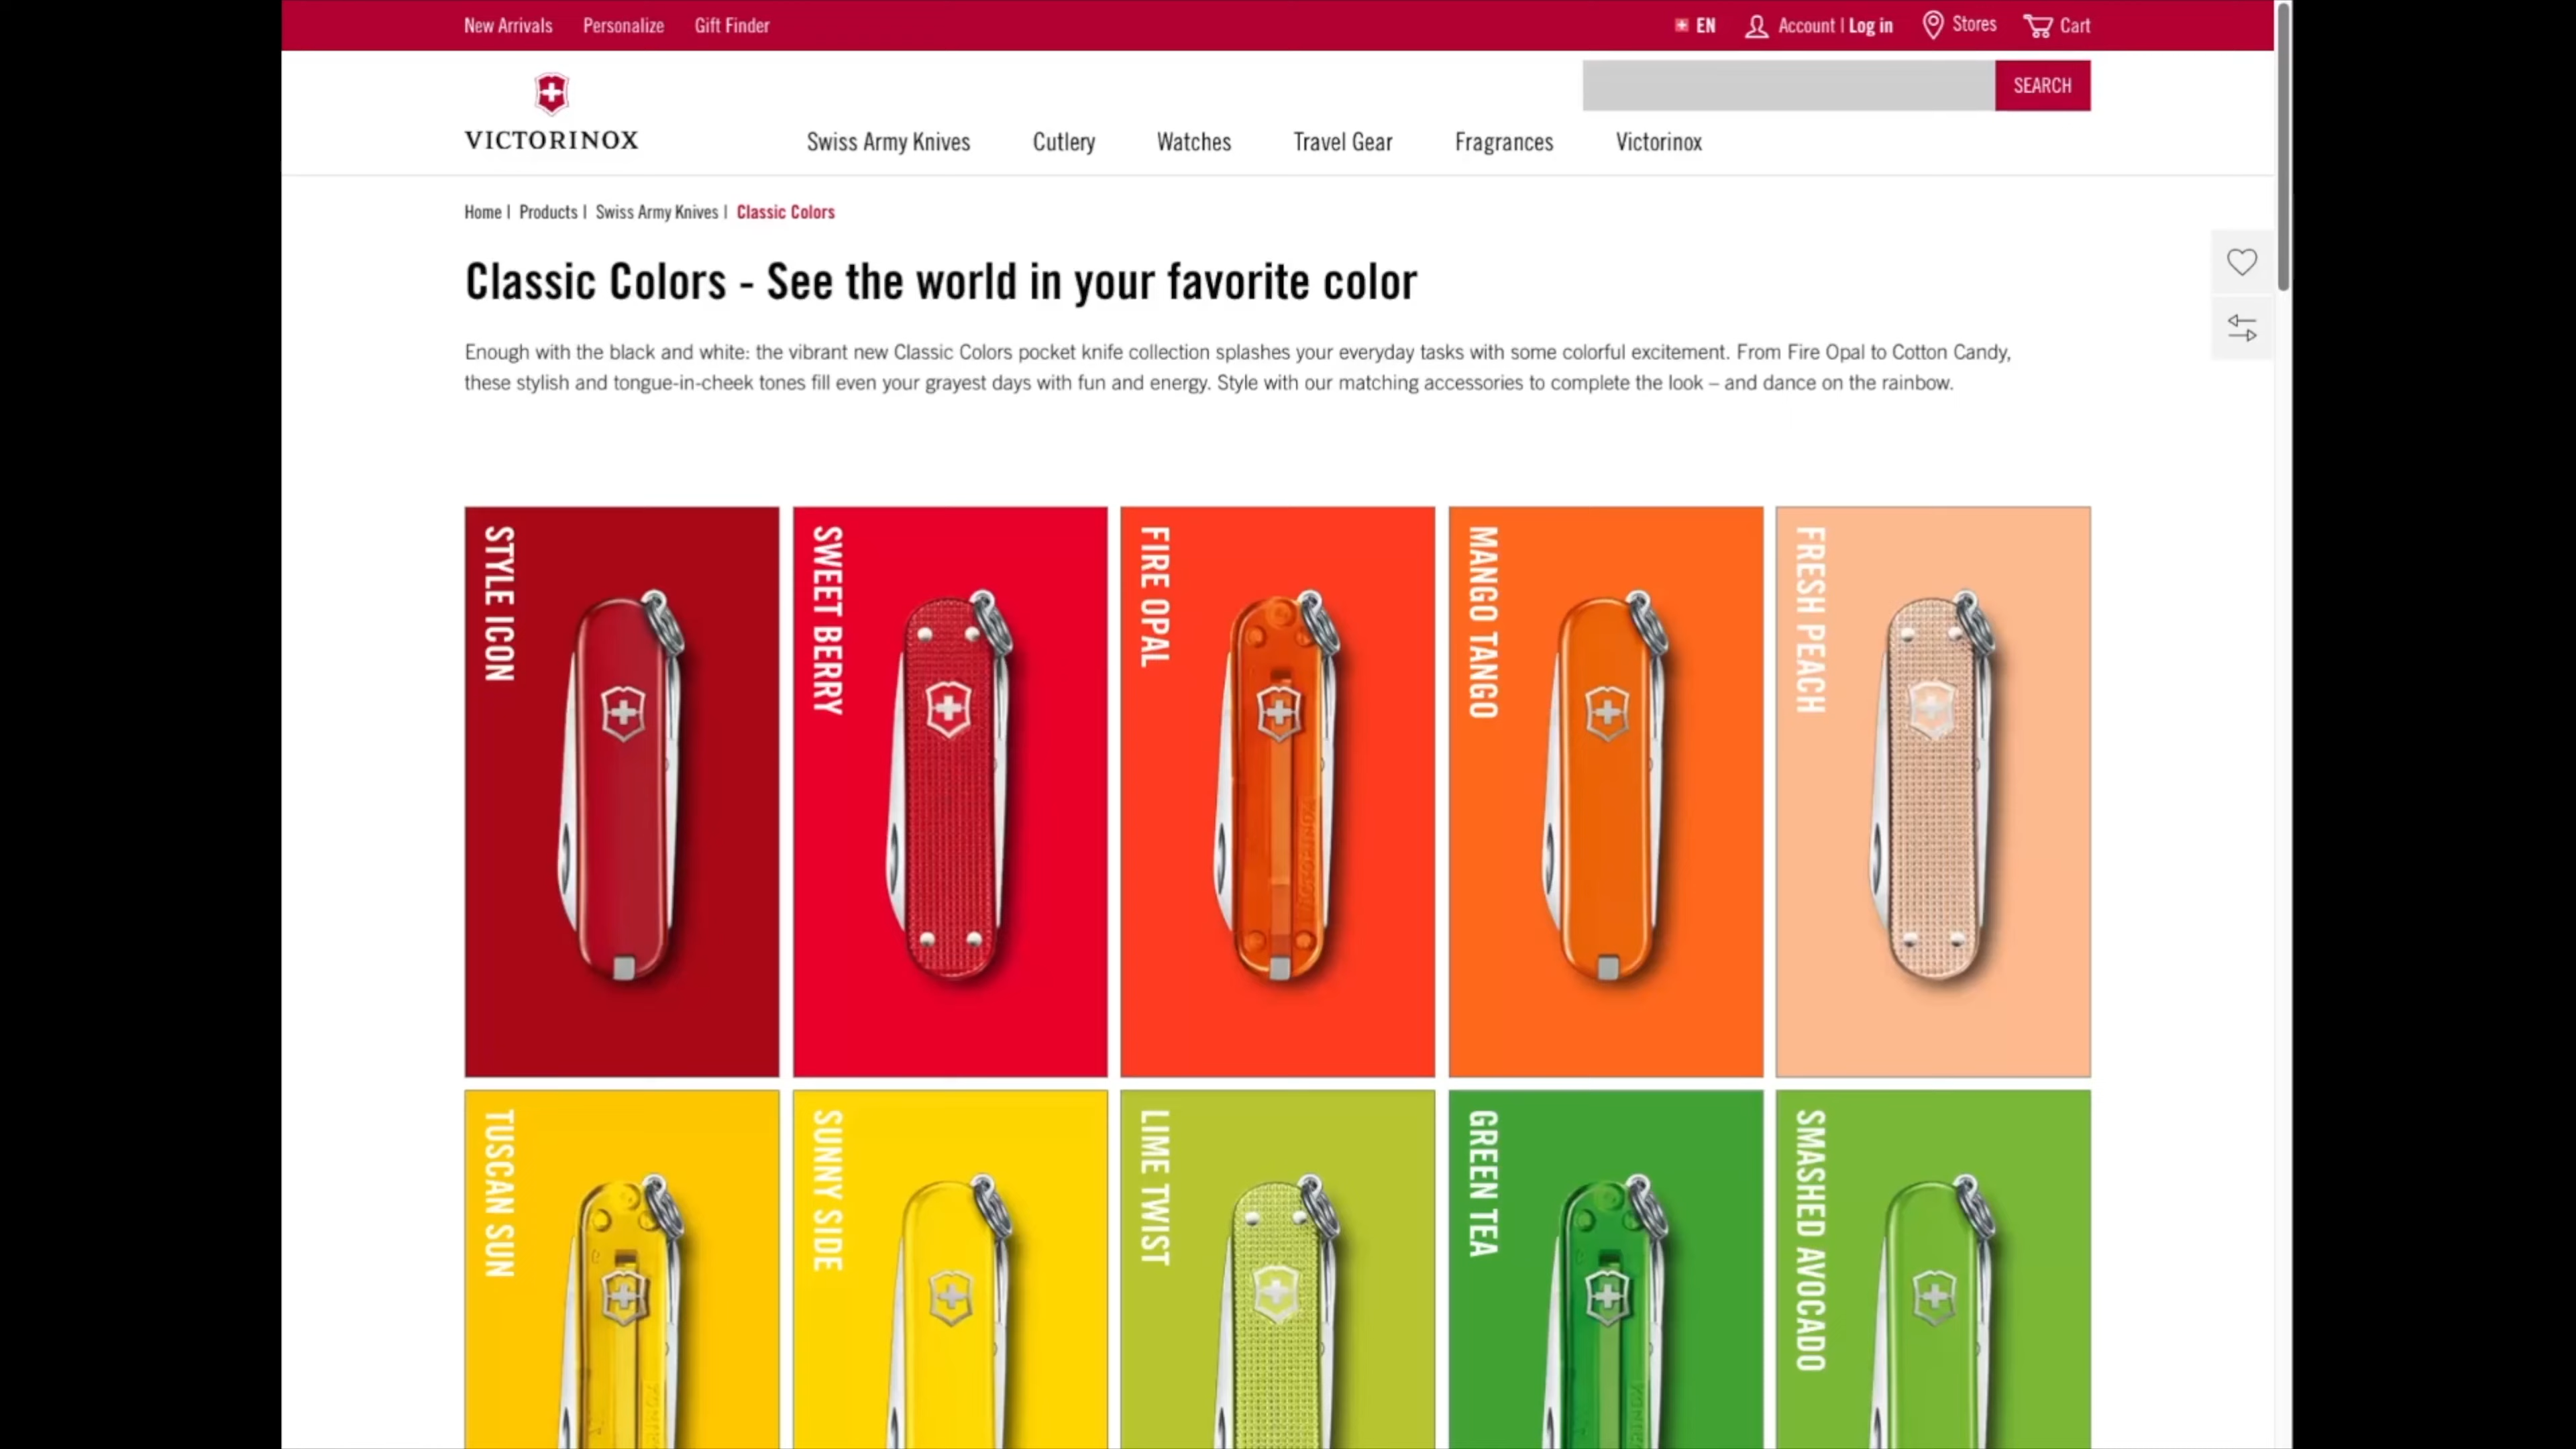 New Arrivals Personalize Gift Finder
EN Account | Log in Stores Cart
SEARCH
VICTORINOX
Swiss Army Knives Cutlery Watches Travel Gear Fragrances Victorinox
Home | Products | Swiss Army Knives | Classic Colors
Classic Colors - See the world in your favorite color
Enough with the black and white: the vibrant new Classic Colors pocket knife collection splashes your everyday tasks with some colorful excitement. From Fire Opal to Cotton Candy,
these stylish and tongue-in-cheek tones fill even your grayest days with fun and energy. Style with our matching accessories to complete the look – and dance on the rainbow.
STYLE ICON
SWEET BERRY
FIRE OPAL
VICTORINOX
MANGO TANGO
FRESH PEACH
TUSCAN SUN
SUNNY SIDE
LIME TWIST
GREEN TEA
SMASHED AVOCADO